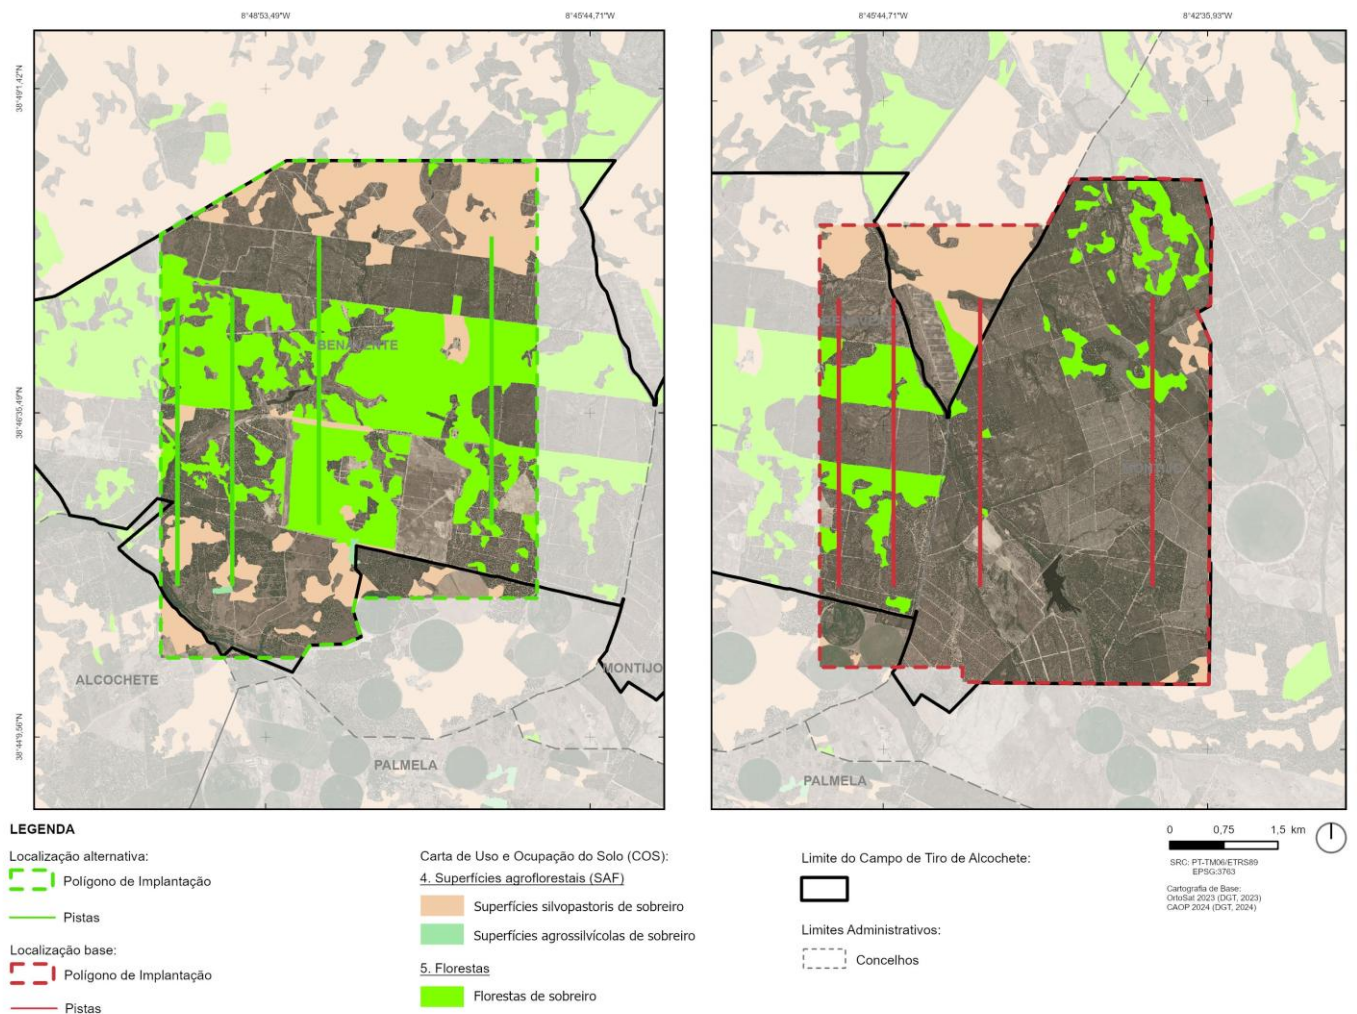 8°48'53,49"W
8°45'44,71"W
8°45'44,71"W
8°42'35,93"W
38°49'1,42"N
38°46'35,49"N
38°44'9,56"N
BENAVENTE
ALCOCHETE
MONTIJO
PALMELA
MONTIJO
PALMELA
LEGENDA
Localização alternativa:
Polígono de Implantação
Pistas
Localização base:
Polígono de Implantação
Pistas
Carta de Uso e Ocupação do Solo (COS):
4. Superfícies agroflorestais (SAF)
Superfícies silvopastoris de sobreiro
Superfícies agrossilvícolas de sobreiro
5. Florestas
Florestas de sobreiro
Limite do Campo de Tiro de Alcochete:
Limites Administrativos:
Concelhos
0 0,75 1,5 km
SRC: PT-TM06/ETRS89
EPSG:3763
Cartografia de Base:
OrtoSat 2023 (DGT, 2023)
CAOP 2024 (DGT, 2024)